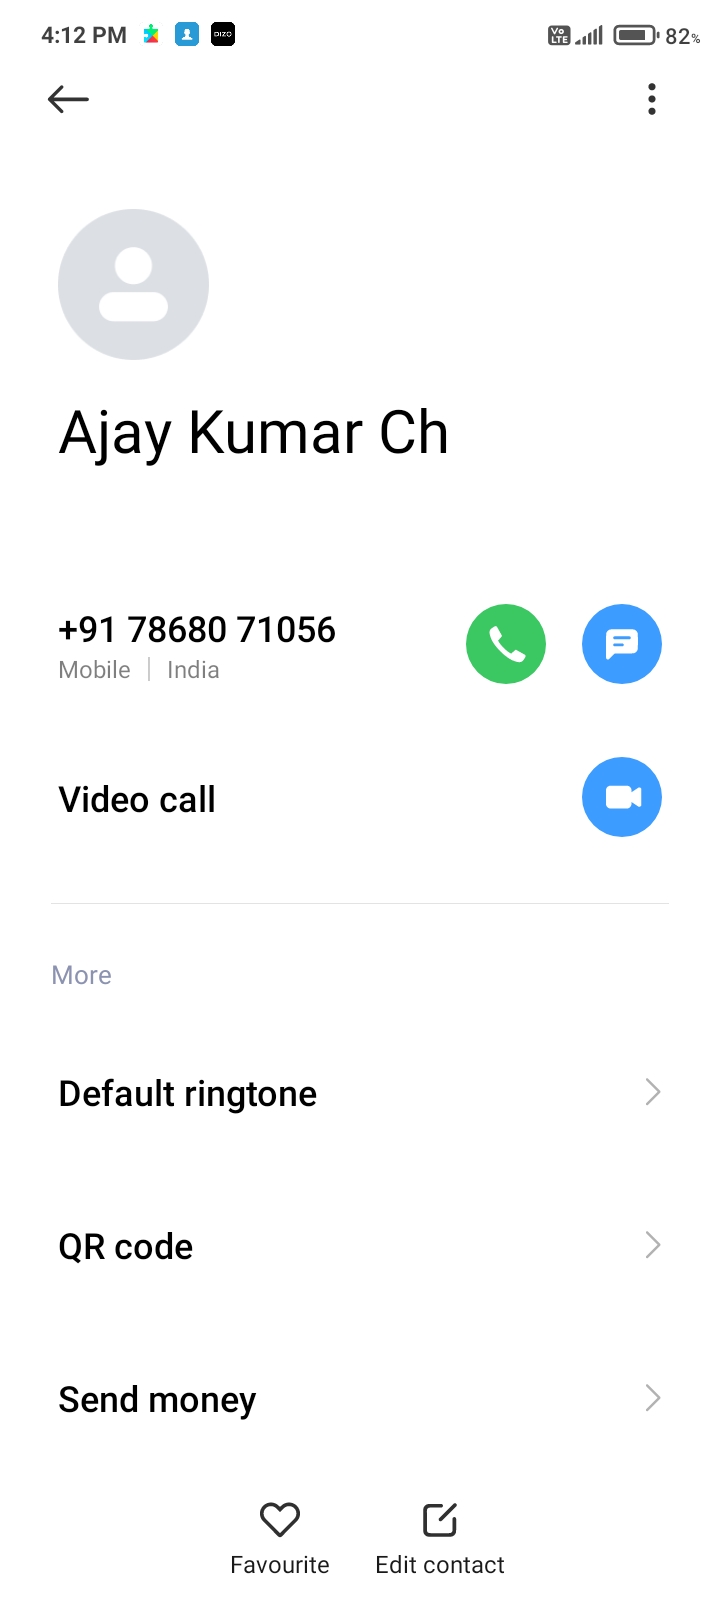 4:12 PM DIZO Vo LTE 82%
Ajay Kumar Ch
+91 78680 71056
Mobile | India
Video call
More
Default ringtone
QR code
Send money
Favourite Edit contact